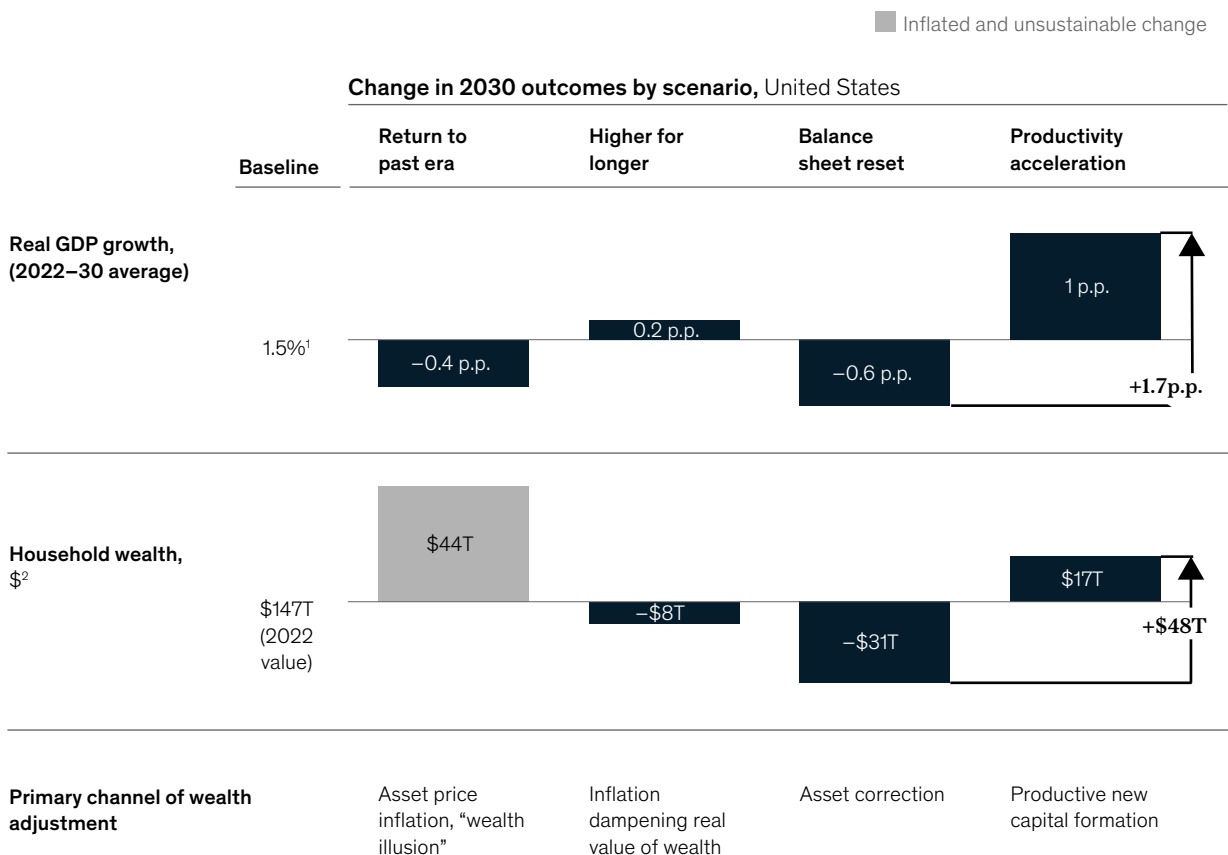 Inflated and unsustainable change
Change in 2030 outcomes by scenario, United States
Baseline
Return to
past era
Higher for
longer
Balance
sheet reset
Productivity
acceleration
Real GDP growth,
(2022–30 average)
1.5%¹
−0.4 p.p.
0.2 p.p.
−0.6 p.p.
1 p.p.
+1.7p.p.
Household wealth,
$²
$147T
(2022
value)
$44T
−$8T
−$31T
$17T
+$48T
Primary channel of wealth
adjustment
Asset price
inflation, “wealth
illusion”
Inflation
dampening real
value of wealth
Asset correction
Productive new
capital formation